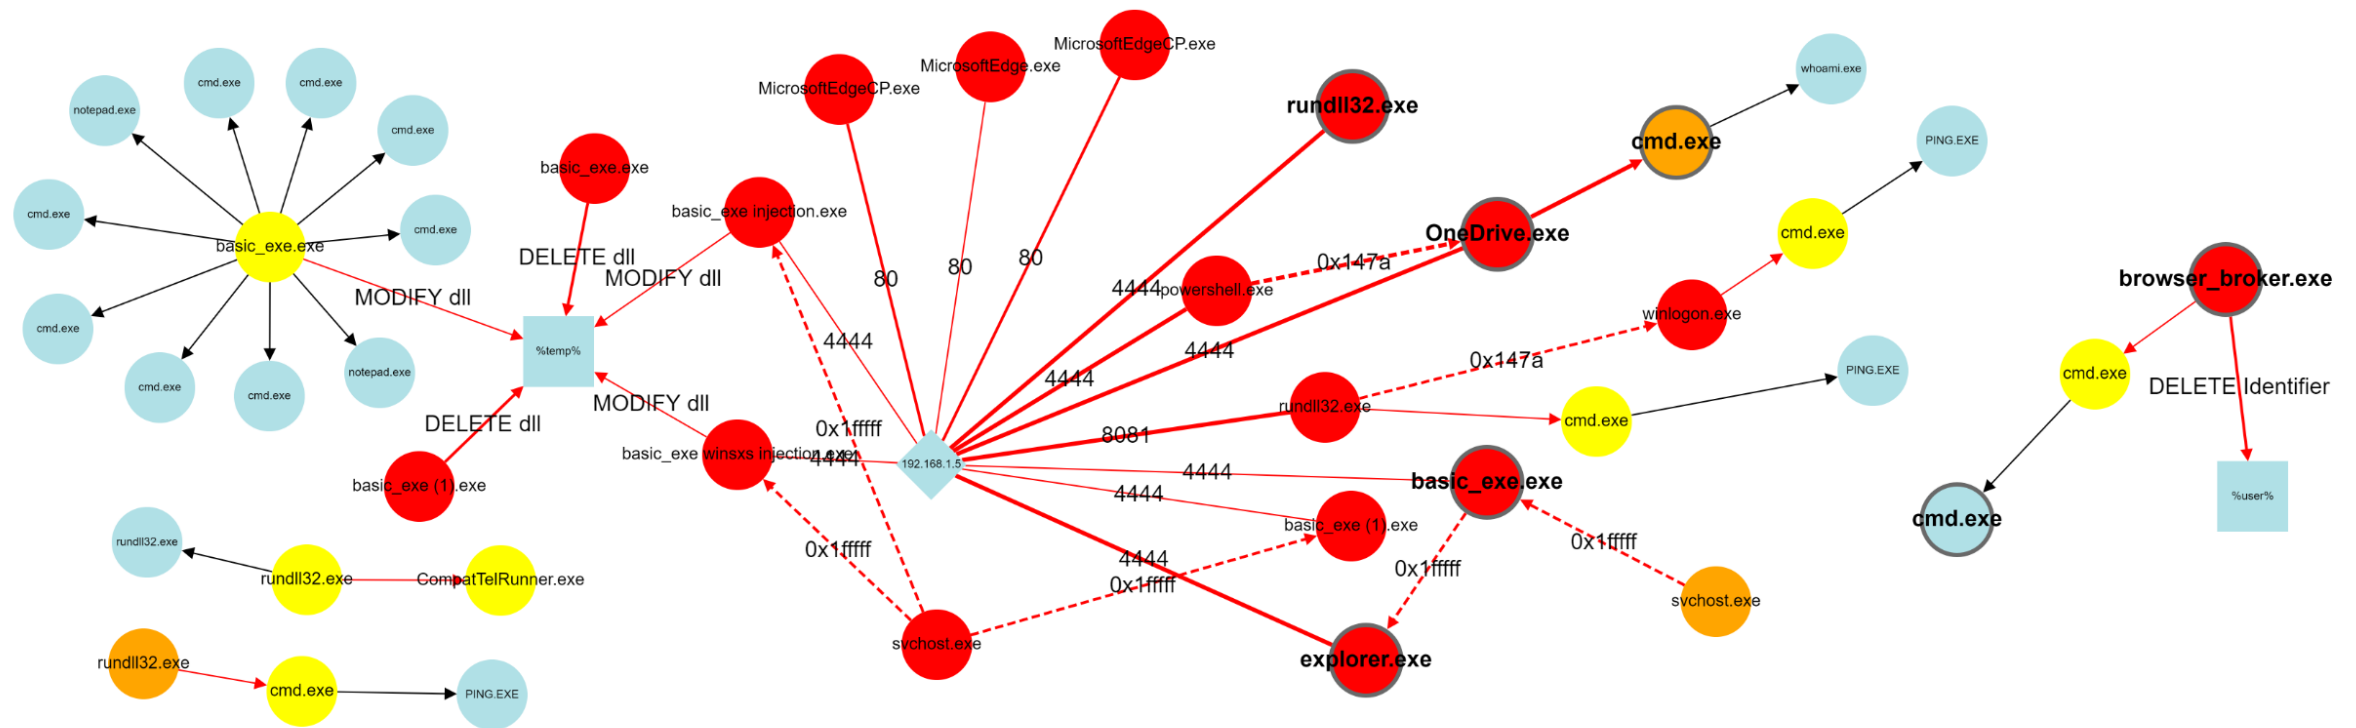 MicrosoftEdgeCP.exe
MicrosoftEdge.exe
MicrosoftEdgeCP.exe
80
80
80
notepad.exe
cmd.exe
cmd.exe
cmd.exe
cmd.exe
cmd.exe
cmd.exe
cmd.exe
cmd.exe
notepad.exe
basic_exe.exe
MODIFY dll
basic_exe.exe
DELETE dll
basic_exe injection.exe
MODIFY dll
4444
%temp%
DELETE dll
basic_exe (1).exe
MODIFY dll
basic_exe winsxs injection.exe
4444
0x1fffff
0x1fffff
192.168.1.5
rundll32.exe
4444
powershell.exe
0x147a
OneDrive.exe
4444
4444
cmd.exe
whoami.exe
PING.EXE
cmd.exe
winlogon.exe
0x147a
rundll32.exe
8081
cmd.exe
PING.EXE
4444
basic_exe.exe
4444
basic_exe (1).exe
4444
0x1fffff
0x1fffff
0x1fffff
svchost.exe
svchost.exe
explorer.exe
browser_broker.exe
cmd.exe
DELETE Identifier
cmd.exe
%user%
rundll32.exe
rundll32.exe
CompatTelRunner.exe
rundll32.exe
cmd.exe
PING.EXE